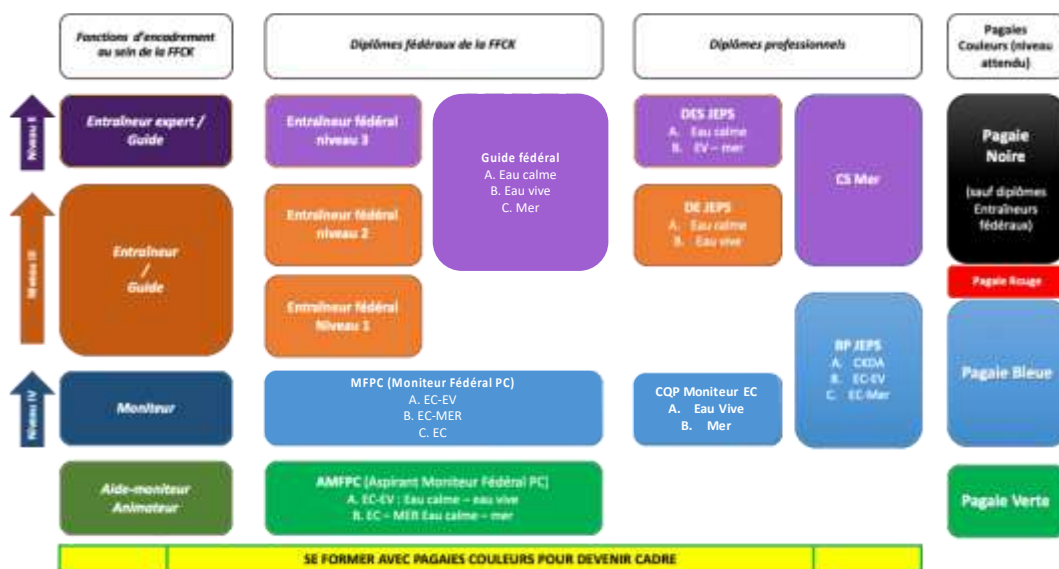 Fonctions d'encadrement
au sein de la FFCK
Diplômes fédéraux de la FFCK
Diplômes professionnels
Pagaies
Couleurs (niveau
attendu)
Niveau II
Entraîneur expert /
Guide
Entraîneur fédéral
niveau 3
Guide fédéral
A. Eau calme
B. Eau vive
C. Mer
DES JEPS
A. Eau calme
B. EV – mer
CS Mer
Pagaie
Noire
(sauf diplômes
Entraîneurs
fédéraux)
Niveau III
Entraîneur
/
Guide
Entraîneur fédéral
niveau 2
DE JEPS
A. Eau calme
B. Eau vive
Pagaie Rouge
Entraîneur fédéral
Niveau 1
BP JEPS
A. CKDA
B. EC-EV
C. EC-Mer
Pagaie Bleue
Niveau IV
Moniteur
MFPC (Moniteur Fédéral PC)
A. EC-EV
B. EC-MER
C. EC
CQP Moniteur EC
A. Eau Vive
B. Mer
Aide-moniteur
Animateur
AMFPC (Aspirant Moniteur Fédéral PC)
A. EC-EV : Eau calme – eau vive
B. EC – MER Eau calme – mer
Pagaie Verte
SE FORMER AVEC PAGAIES COULEURS POUR DEVENIR CADRE